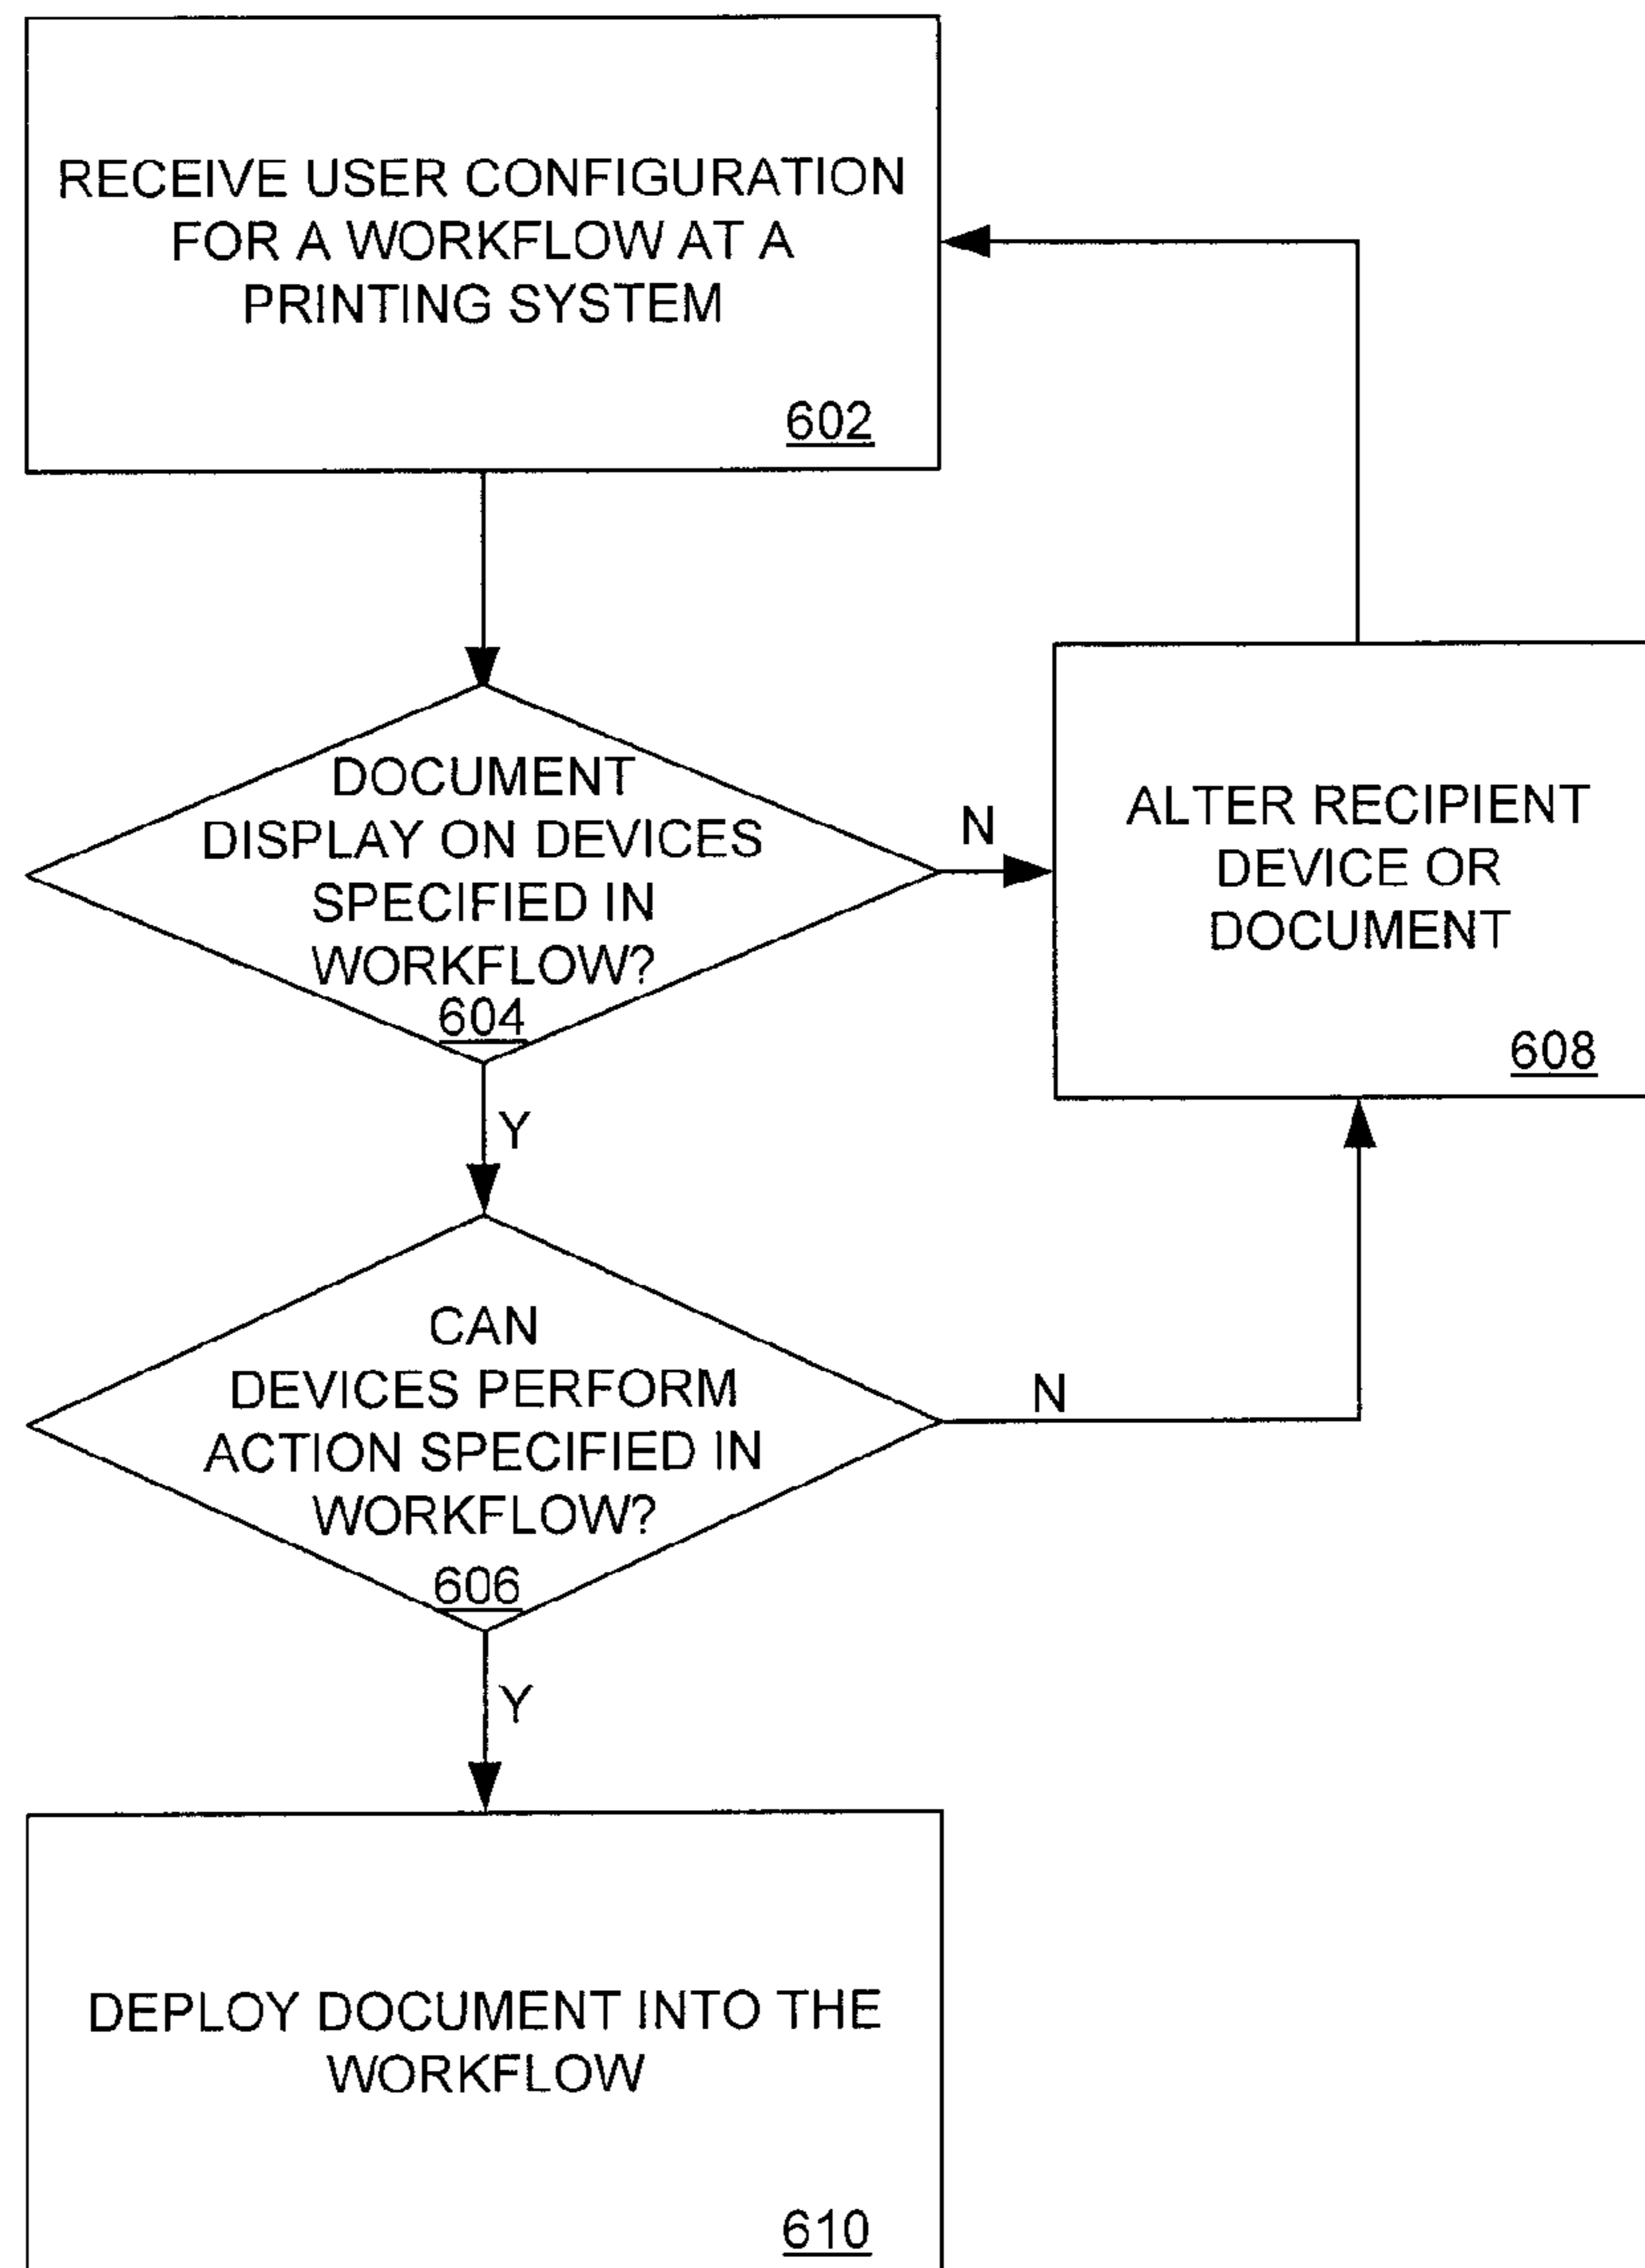 RECEIVE USER CONFIGURATION
FOR A WORKFLOW AT A
PRINTING SYSTEM
602
DOCUMENT
DISPLAY ON DEVICES
SPECIFIED IN
WORKFLOW?
604
N
ALTER RECIPIENT
DEVICE OR
DOCUMENT
608
Y
CAN
DEVICES PERFORM
ACTION SPECIFIED IN
WORKFLOW?
606
N
Y
DEPLOY DOCUMENT INTO THE
WORKFLOW
610